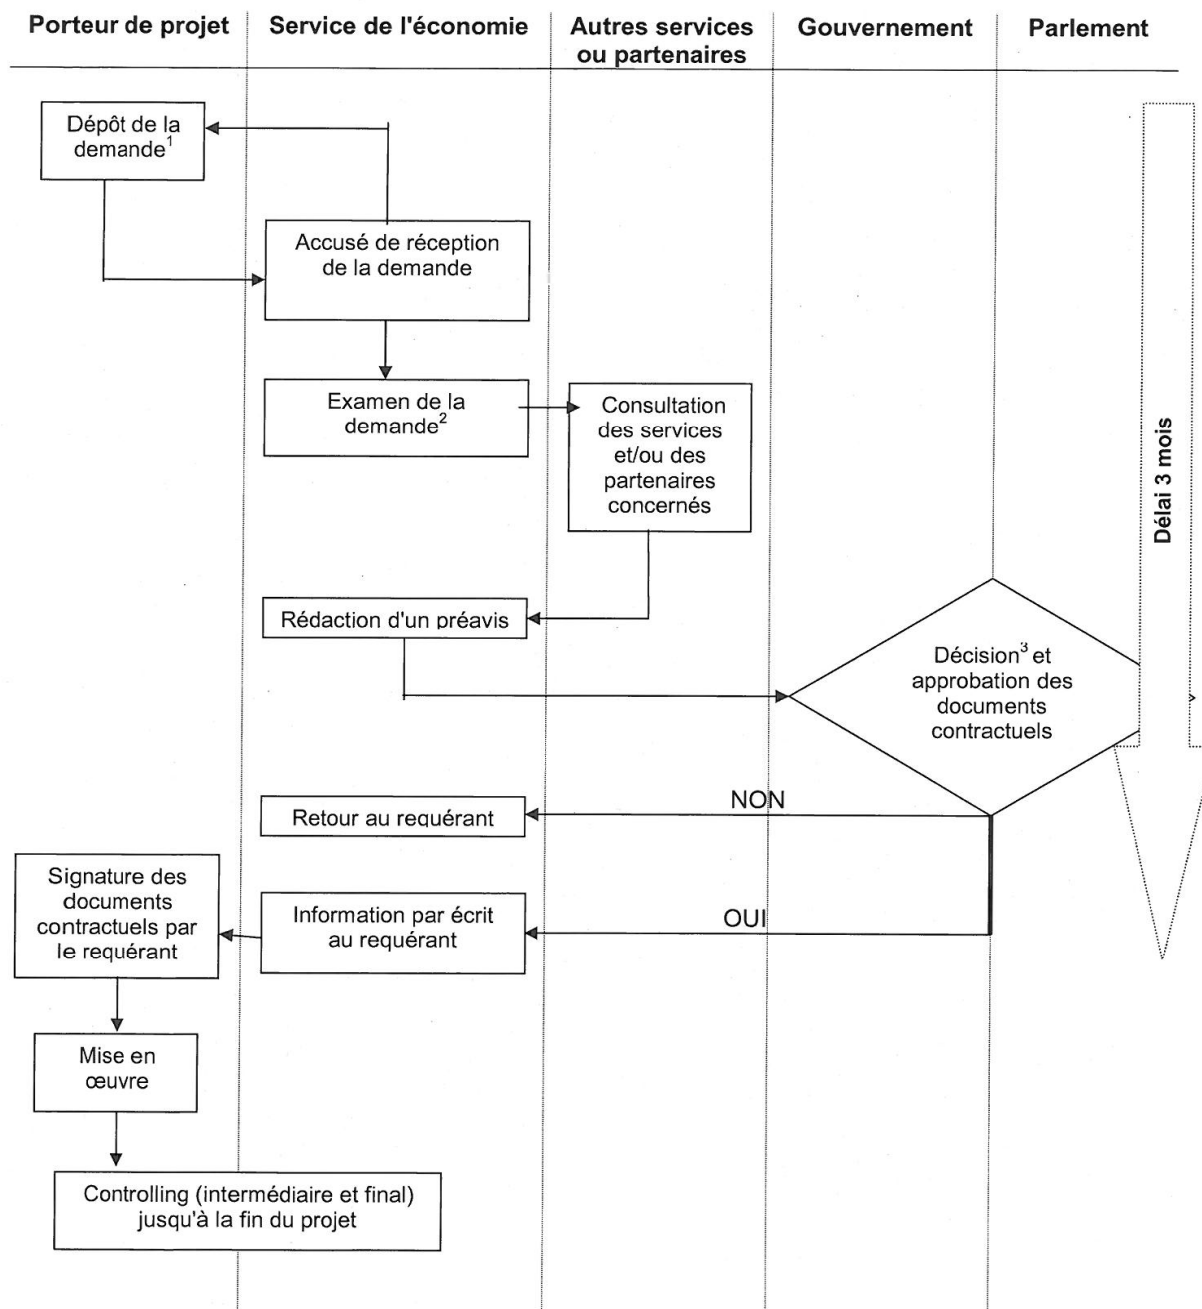 Porteur de projet
Service de l'économie
Autres services
ou partenaires
Gouvernement
Parlement
Dépôt de la
demande1
Accusé de réception
de la demande
Examen de la
demande2
Consultation
des services
et/ou des
partenaires
concernés
Délai 3 mois
Rédaction d'un préavis
Décision3 et
approbation des
documents
contractuels
NON
Retour au requérant
Signature des
documents
contractuels par
le requérant
Information par écrit
au requérant
OUI
Mise en
œuvre
Controlling (intermédiaire et final)
jusqu'à la fin du projet